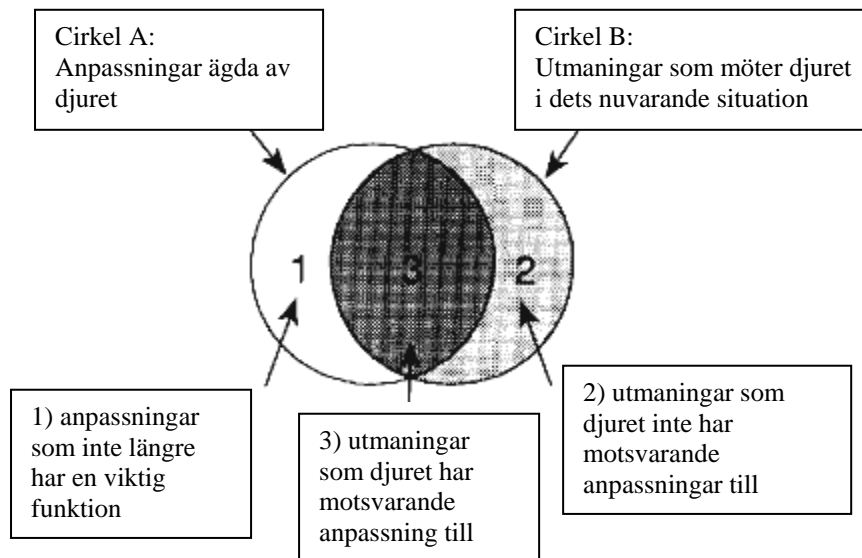 Cirkel A:
Anpassningar ägda av
djuret
Cirkel B:
Utmaningar som möter djuret
i dets nuvarande situation
1
3
2
1) anpassningar
som inte längre
har en viktig
funktion
3) utmaningar
som djuret har
motsvarande
anpassning till
2) utmaningar som
djuret inte har
motsvarande
anpassningar till